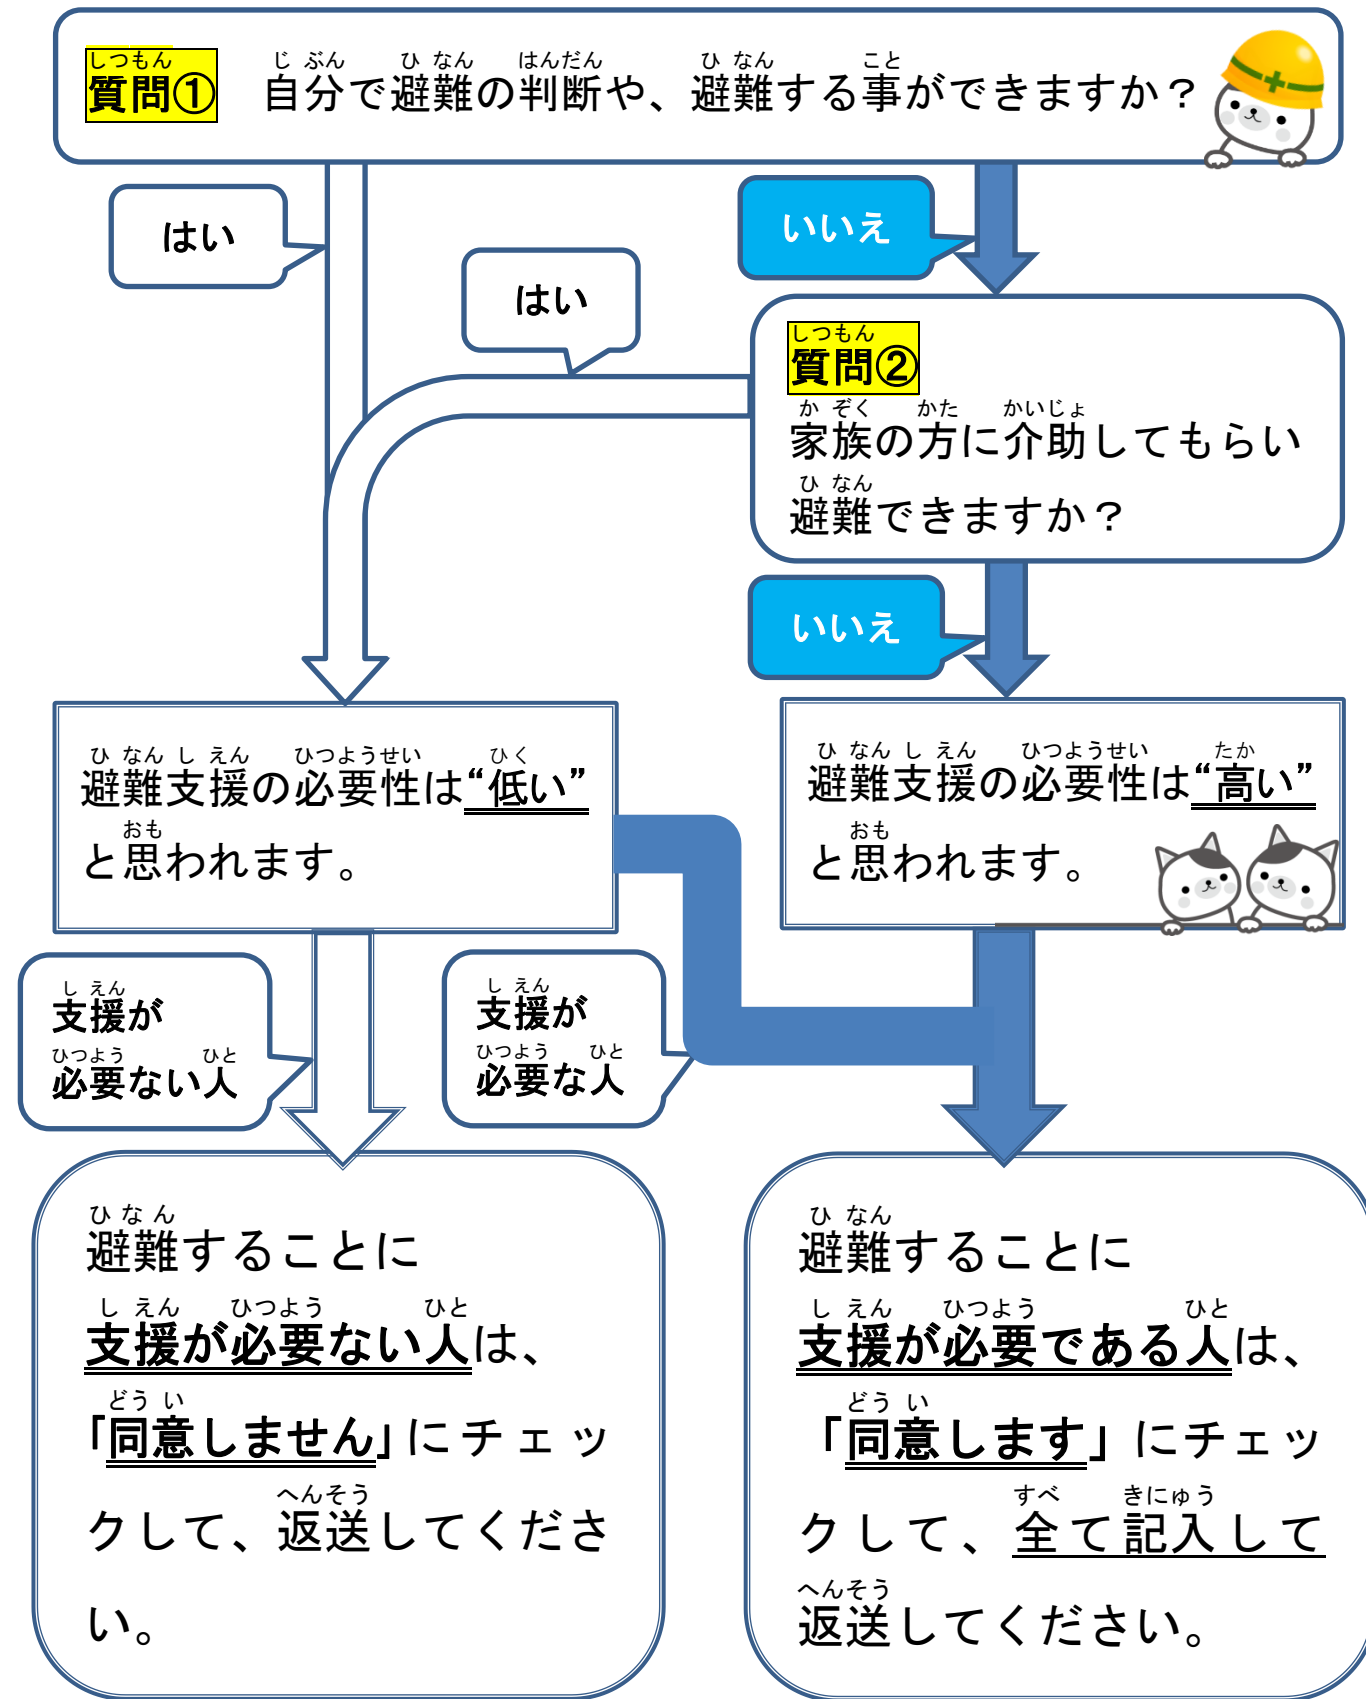 質問① 自分で避難の判断や、避難する事ができますか？
はい
いいえ
はい
質問②
家族の方に介助してもらい
避難できますか？
いいえ
避難支援の必要性は“低い”
と思われます。
避難支援の必要性は“高い”
と思われます。
支援が
必要ない人
支援が
必要な人
避難することに
支援が必要ない人は、
「同意しません」にチェッ
クして、返送してくださ
い。
避難することに
支援が必要である人は、
「同意します」にチェッ
クして、全て記入して
返送してください。